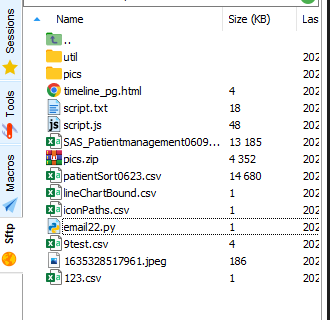 Name Size (KB) Las
..
util 202
pics 202
timeline_pg.html 4 202
script.txt 18 202
script.js 48 202
SAS_Patientmanagement0609... 13 185 202
pics.zip 4 352 202
patientSort0623.csv 14 680 202
lineChartBound.csv 1 202
iconPaths.csv 1 202
email22.py 1 202
9test.csv 4 202
1635328517961.jpeg 186 202
123.csv 1 202
Sessions
Tools
Macros
Sftp